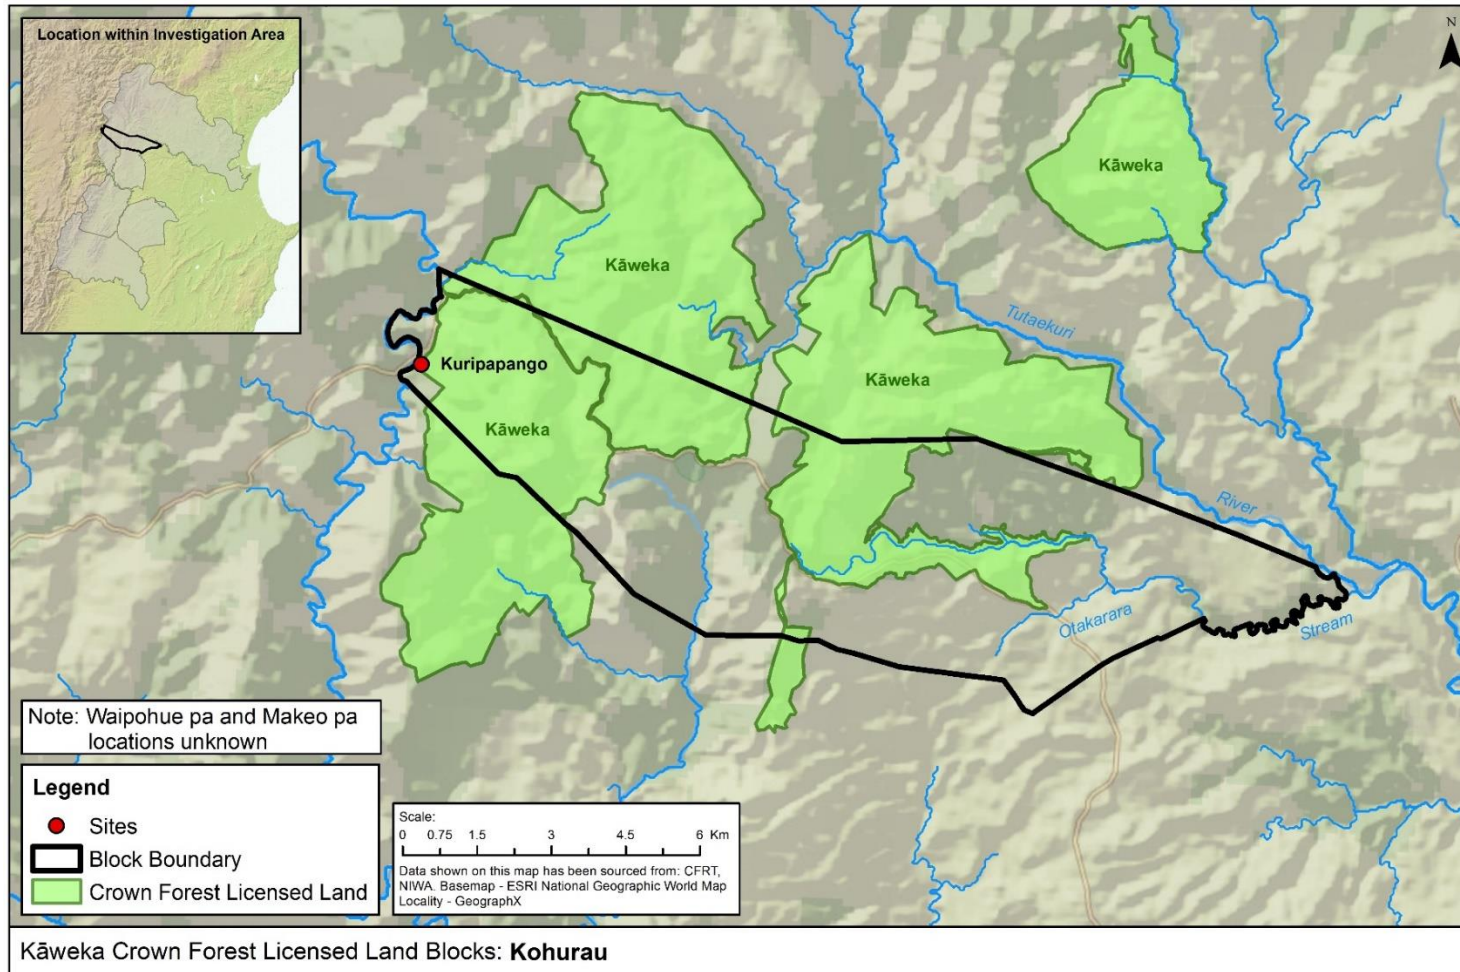 Location within Investigation Area
N
Kāweka
Kāweka
Tutaekuri
Kuripapango
Kāweka
Kāweka
River
Otakarara
Stream
Note: Waipohue pa and Makeo pa
locations unknown
Legend
Sites
Block Boundary
Crown Forest Licensed Land
Scale:
0 0.75 1.5 3 4.5 6 Km
Data shown on this map has been sourced from: CFRT,
NIWA. Basemap - ESRI National Geographic World Map
Locality - GeographX
Kāweka Crown Forest Licensed Land Blocks: Kohurau